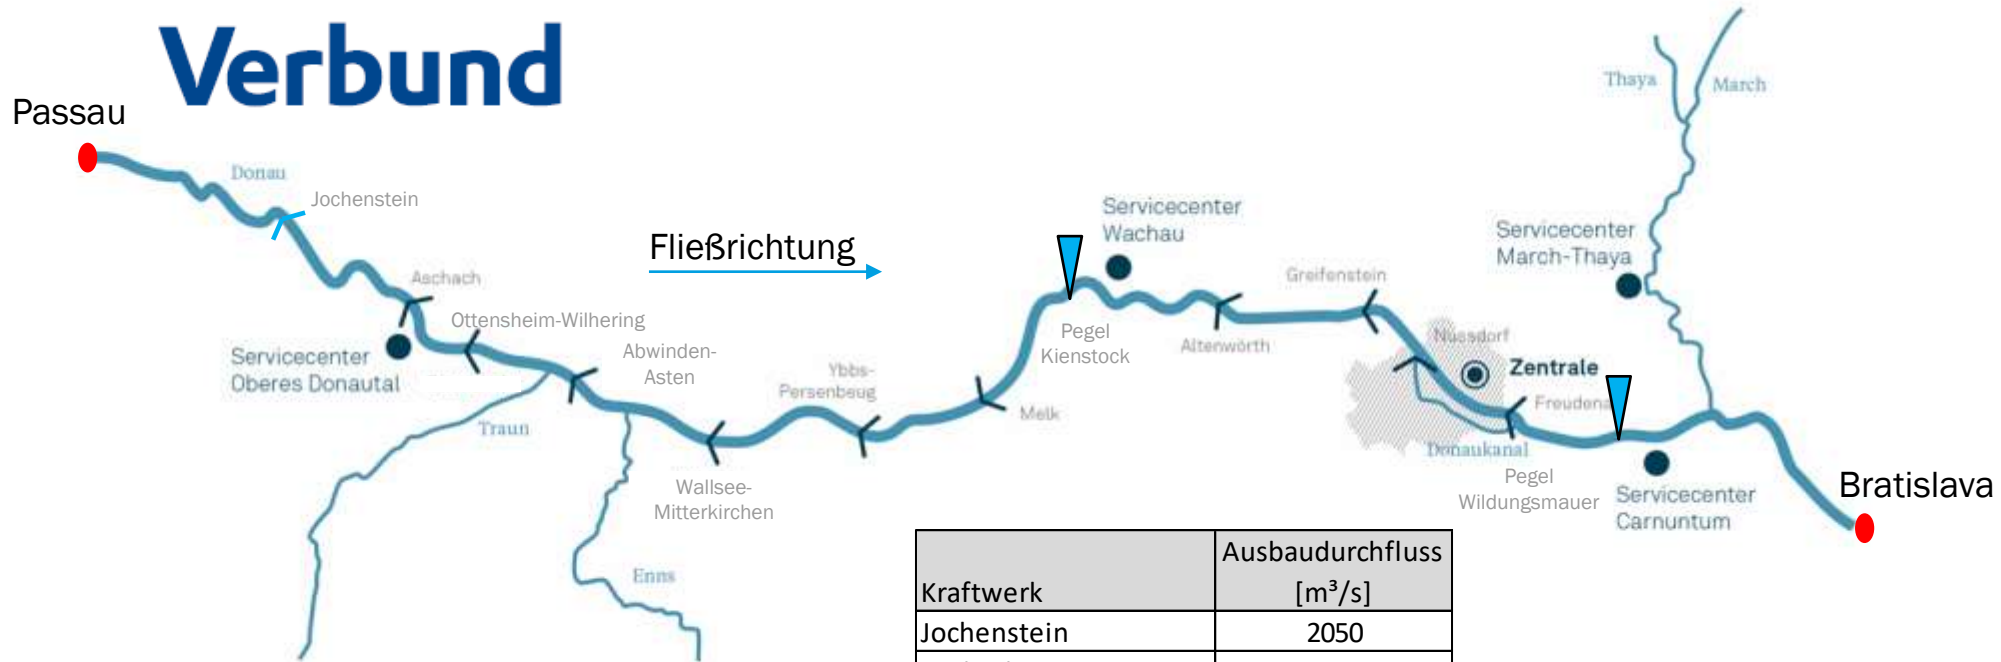 Verbund
Passau
Donau
Jochenstein
Aschach
Ottensheim-Wilhering
Servicecenter
Oberes Donautal
Abwinden-
Asten
Traun
Enns
Fließrichtung
Wallsee-
Mitterkirchen
Ybbs-
Persenbeug
Melk
Pegel
Kienstock
Servicecenter
Wachau
Altenwörth
Greifenstein
Nussdorf
Zentrale
Freudena
Donaukanal
Pegel
Wildungsmauer
Servicecenter
March-Thaya
Thaya
March
Servicecenter
Carnuntum
Bratislava
Kraftwerk
Ausbaudurchfluss
[m³/s]
Jochenstein 2050